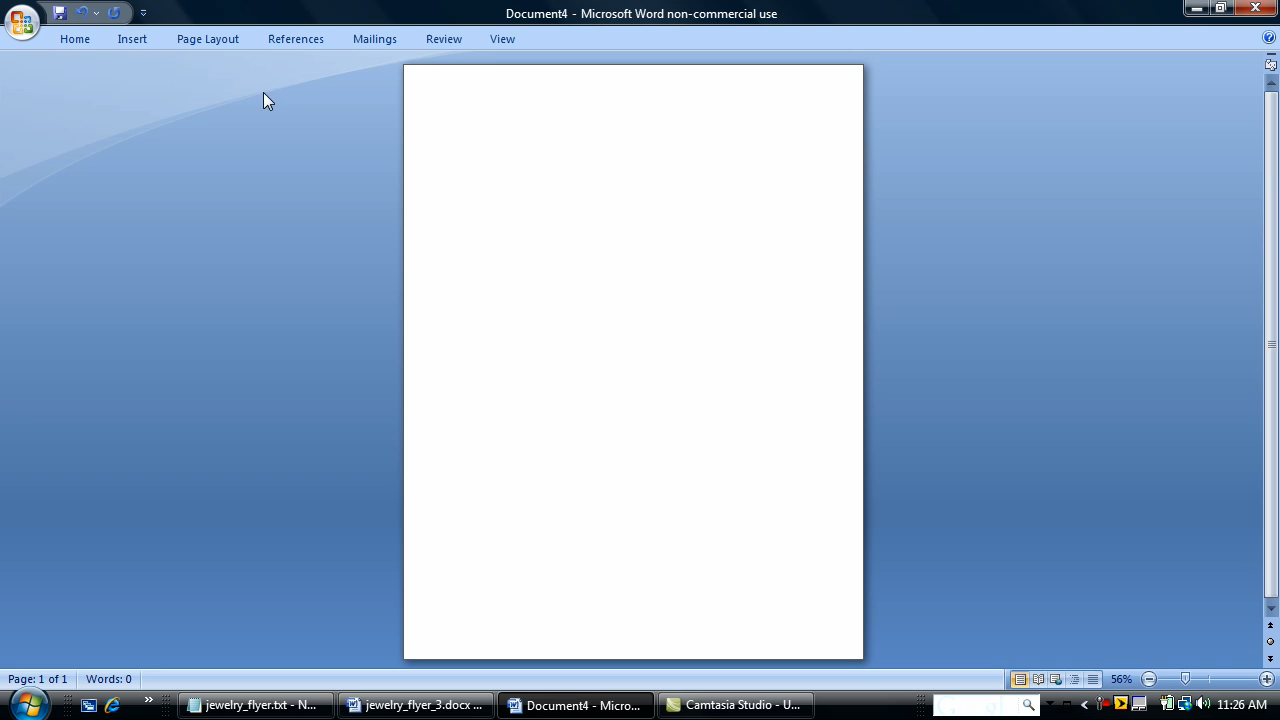 Document4 - Microsoft Word non-commercial use
Home Insert Page Layout References Mailings Review View
Page: 1 of 1 Words: 0 56%
jewelry_flyer.txt - N... jewelry_flyer_3.docx ... Document4 - Micro... Camtasia Studio - U... 11:26 AM